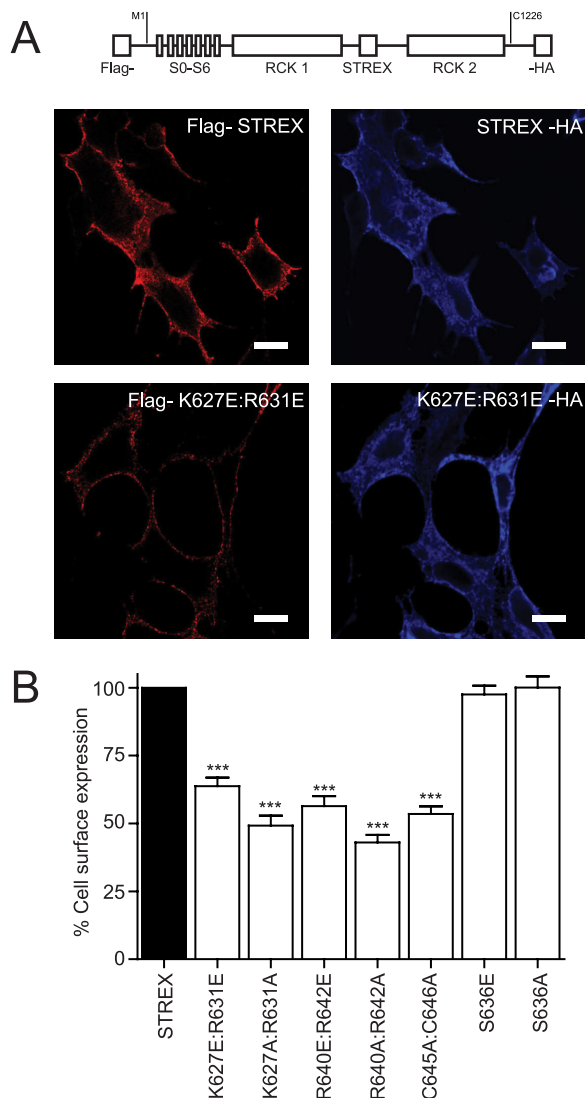 A
M1
C1226
Flag-
S0-S6
RCK 1
STREX
RCK 2
-HA
Flag- STREX
STREX -HA
Flag- K627E:R631E
K627E:R631E -HA
B
% Cell surface expression
100
75
50
25
0
***
***
***
***
***
STREX
K627E:R631E
K627A:R631A
R640E:R642E
R640A:R642A
C645A:C646A
S636E
S636A